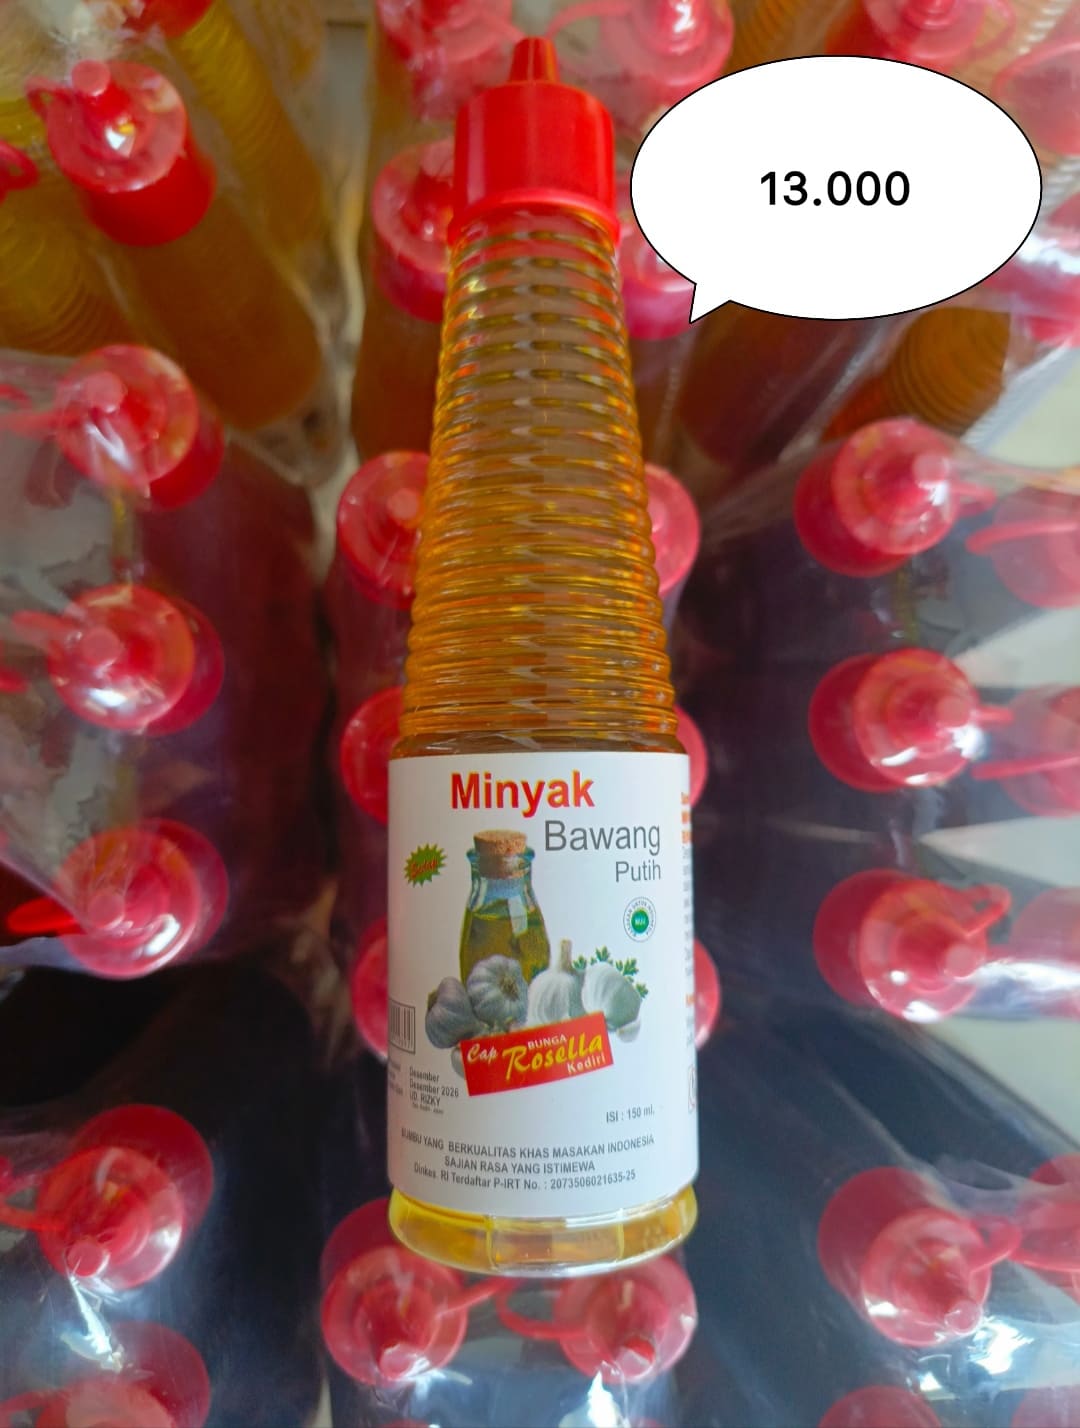 13.000
Minyak
Bawang
Putih
Cap BUNGA
Rosella
Kediri
Desember
Desember 2026
UD. RIZKY
ISI : 150 ml.
BUMBU YANG BERKUALITAS KHAS MASAKAN INDONESIA
SAJIAN RASA YANG ISTIMEWA
Dinkes. RI Terdaftar P-IRT No. : 2073506021635-25